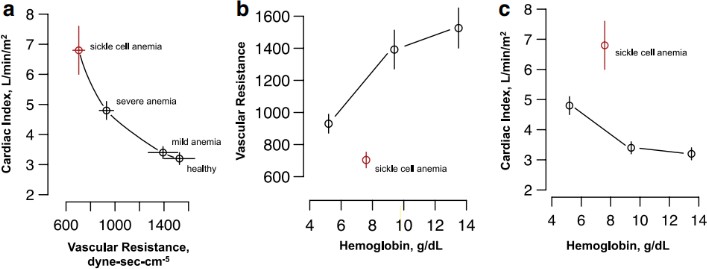 a
Cardiac Index, L/min/m²
8
7
6
5
4
3
2
sickle cell anemia
severe anemia
mild anemia
healthy
600 1000 1400
Vascular Resistance,
dyne-sec-cm⁻⁵
b
Vascular Resistance
1600
1400
1200
1000
800
600
sickle cell anemia
4 6 8 10 12 14
Hemoglobin, g/dL
c
Cardiac Index, L/min/m²
8
7
6
5
4
3
2
sickle cell anemia
4 6 8 10 12 14
Hemoglobin, g/dL